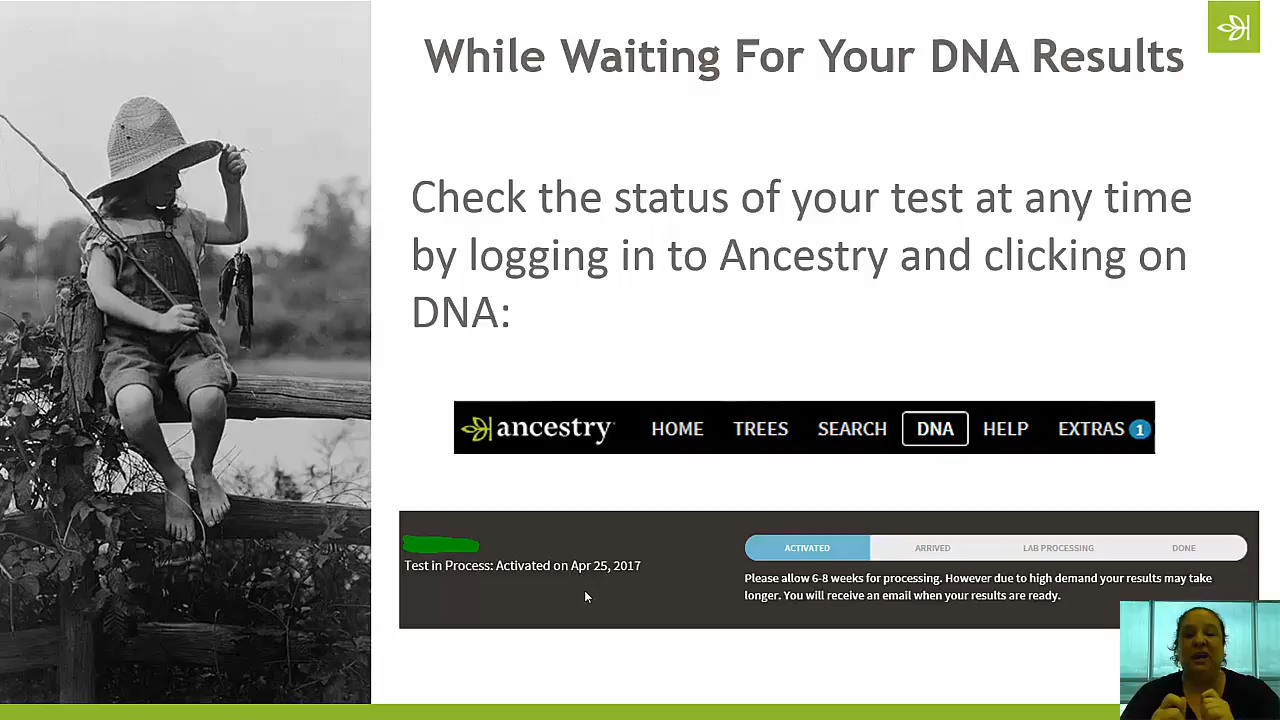 While Waiting For Your DNA Results
Check the status of your test at any time
by logging in to Ancestry and clicking on
DNA:
ancestry HOME TREES SEARCH DNA HELP EXTRAS 1
ACTIVATED ARRIVED LAB PROCESSING DONE
Test in Process: Activated on Apr 25, 2017
Please allow 6-8 weeks for processing. However due to high demand your results may take
longer. You will receive an email when your results are ready.